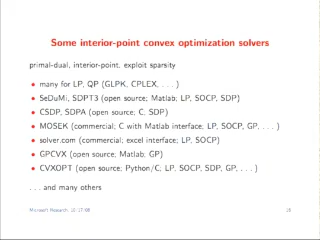 Some interior-point convex optimization solvers
primal-dual, interior-point, exploit sparsity
• many for LP, QP (GLPK, CPLEX, . . . )
• SeDuMi, SDPT3 (open source; Matlab; LP, SOCP, SDP)
• CSDP, SDPA (open source; C, SDP)
• MOSEK (commercial; C with Matlab interface; LP, SOCP, GP, . . . )
• solver.com (commercial; excel interface; LP, SOCP)
• GPCVX (open source; Matlab; GP)
• CVXOPT (open source; Python/C; LP, SOCP, SDP, GP, . . . )
. . . and many others
Microsoft Research, 10/17/08